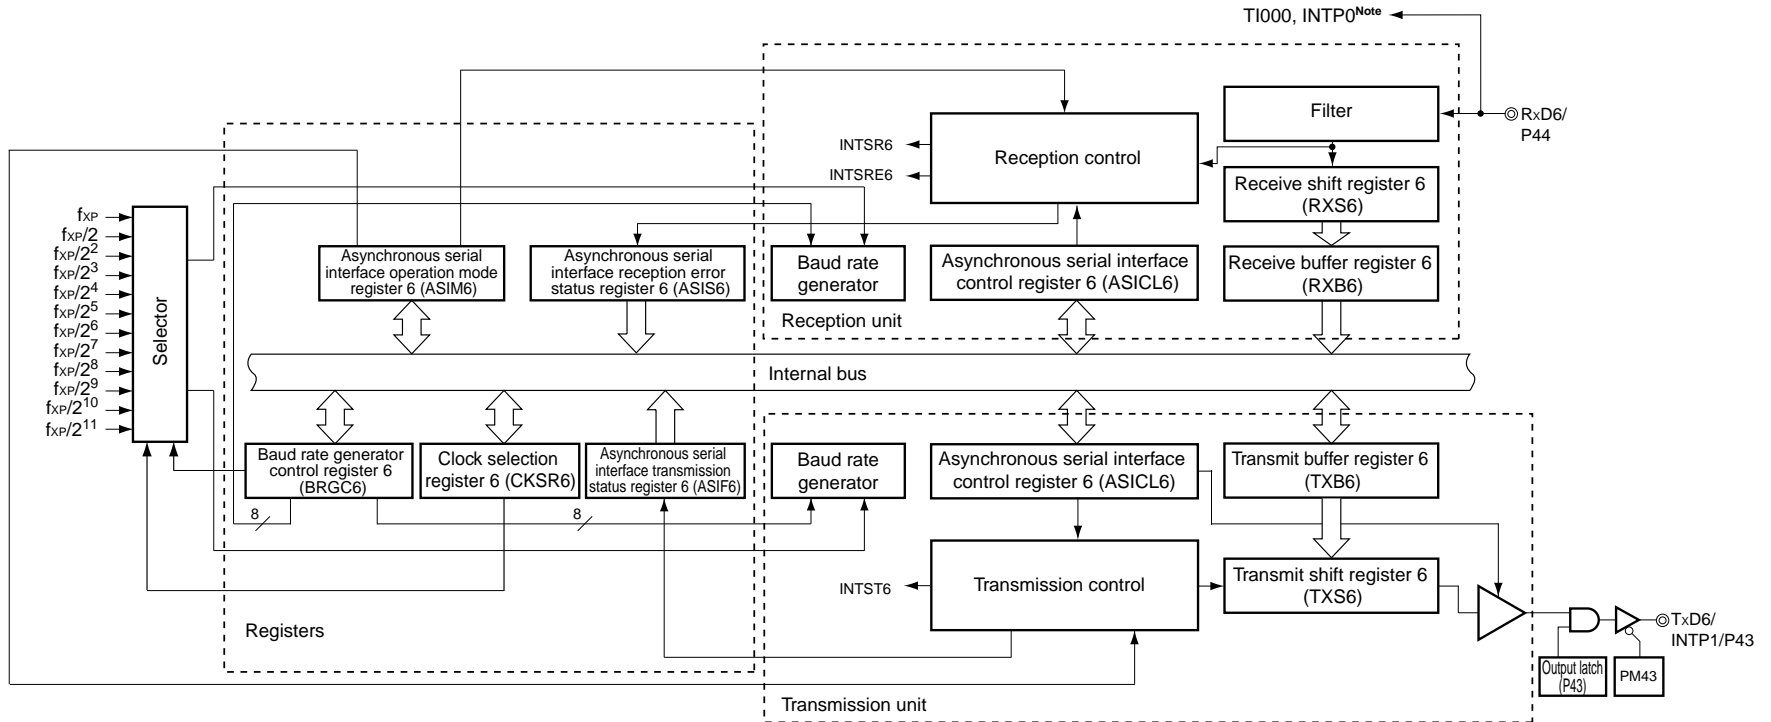 TI000, INTP0Note
Filter
RxD6/
P44
INTSR6
INTSRE6
Reception control
Receive shift register 6
(RXS6)
fXP
fXP/2
fXP/2²
fXP/2³
fXP/2⁴
fXP/2⁵
fXP/2⁶
fXP/2⁷
fXP/2⁸
fXP/2⁹
fXP/2¹⁰
fXP/2¹¹
Selector
Asynchronous serial
interface operation mode
register 6 (ASIM6)
Asynchronous serial
interface reception error
status register 6 (ASIS6)
Baud rate
generator
Asynchronous serial interface
control register 6 (ASICL6)
Receive buffer register 6
(RXB6)
Reception unit
Internal bus
Baud rate generator
control register 6
(BRGC6)
Clock selection
register 6 (CKSR6)
Asynchronous serial
interface transmission
status register 6 (ASIF6)
Baud rate
generator
Asynchronous serial interface
control register 6 (ASICL6)
Transmit buffer register 6
(TXB6)
8
8
INTST6
Transmission control
Transmit shift register 6
(TXS6)
Registers
TxD6/
INTP1/P43
Output latch
(P43)
PM43
Transmission unit